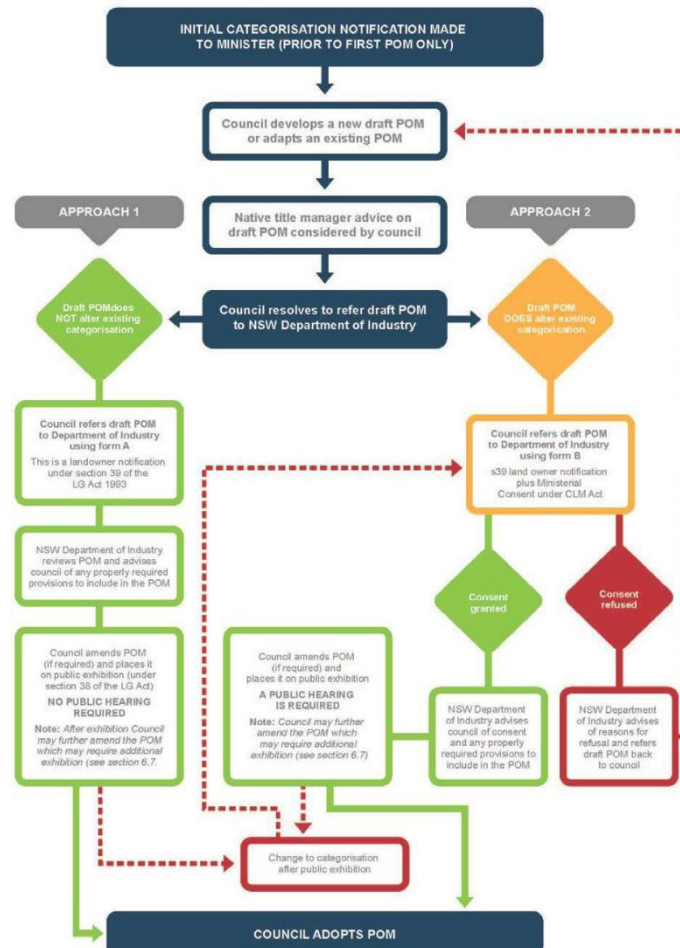 INITIAL CATEGORISATION NOTIFICATION MADE
TO MINISTER (PRIOR TO FIRST POM ONLY)
Council develops a new draft POM
or adapts an existing POM
APPROACH 1
Native title manager advice on
draft POM considered by council
APPROACH 2
Draft POMdoes
NOT alter existing
categorisation
Council resolves to refer draft POM
to NSW Department of Industry
Draft POM
DOES alter existing
categorisation
Council refers draft POM
to Department of Industry
using form A
This is a landowner notification
under section 39 of the
LG Act 1993
Council refers draft POM
to Department of Industry
using form B
s39 land owner notification
plus Ministerial
Consent under CLM Act
NSW Department of Industry
reviews POM and advises
council of any properly required
provisions to include in the POM
Consent
granted
Consent
refused
Council amends POM
(if required) and places it
on public exhibition (under
section 38 of the LG Act)
NO PUBLIC HEARING
REQUIRED
Note: After exhibition Council
may further amend the POM
which may require additional
exhibition (see section 6.7.
Council amends POM
(if required) and
places it on public exhibition
A PUBLIC HEARING
IS REQUIRED
Note: Council may further
amend the POM which may
require additional
exhibition (see section 6.7)
NSW Department
of Industry advises
council of consent
and any properly
required provisions to
include in the POM
NSW Department
of Industry advises
of reasons for
refusal and refers
draft POM back
to council
Change to categorisation
after public exhibition
COUNCIL ADOPTS POM